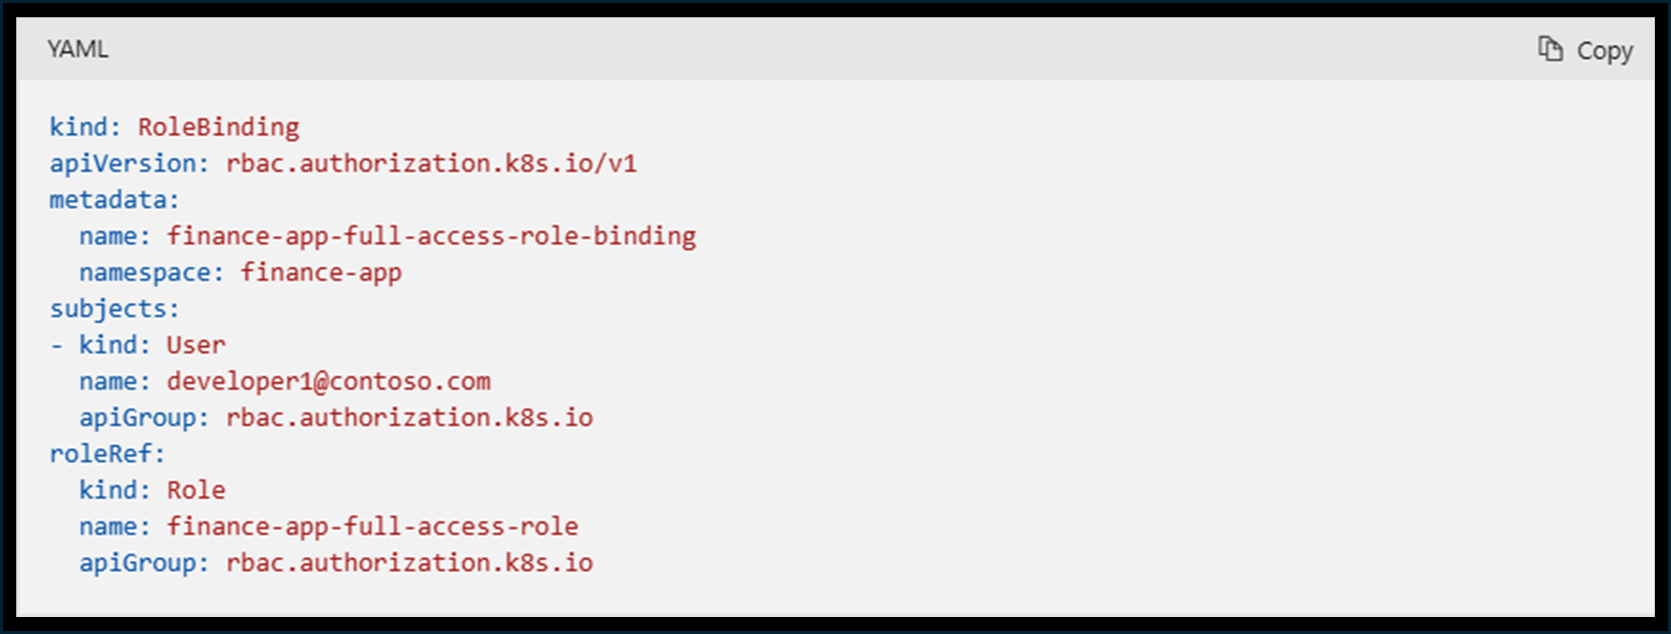 YAML
Copy
kind: RoleBinding
apiVersion: rbac.authorization.k8s.io/v1
metadata:
  name: finance-app-full-access-role-binding
  namespace: finance-app
subjects:
- kind: User
  name: developer1@contoso.com
  apiGroup: rbac.authorization.k8s.io
roleRef:
  kind: Role
  name: finance-app-full-access-role
  apiGroup: rbac.authorization.k8s.io